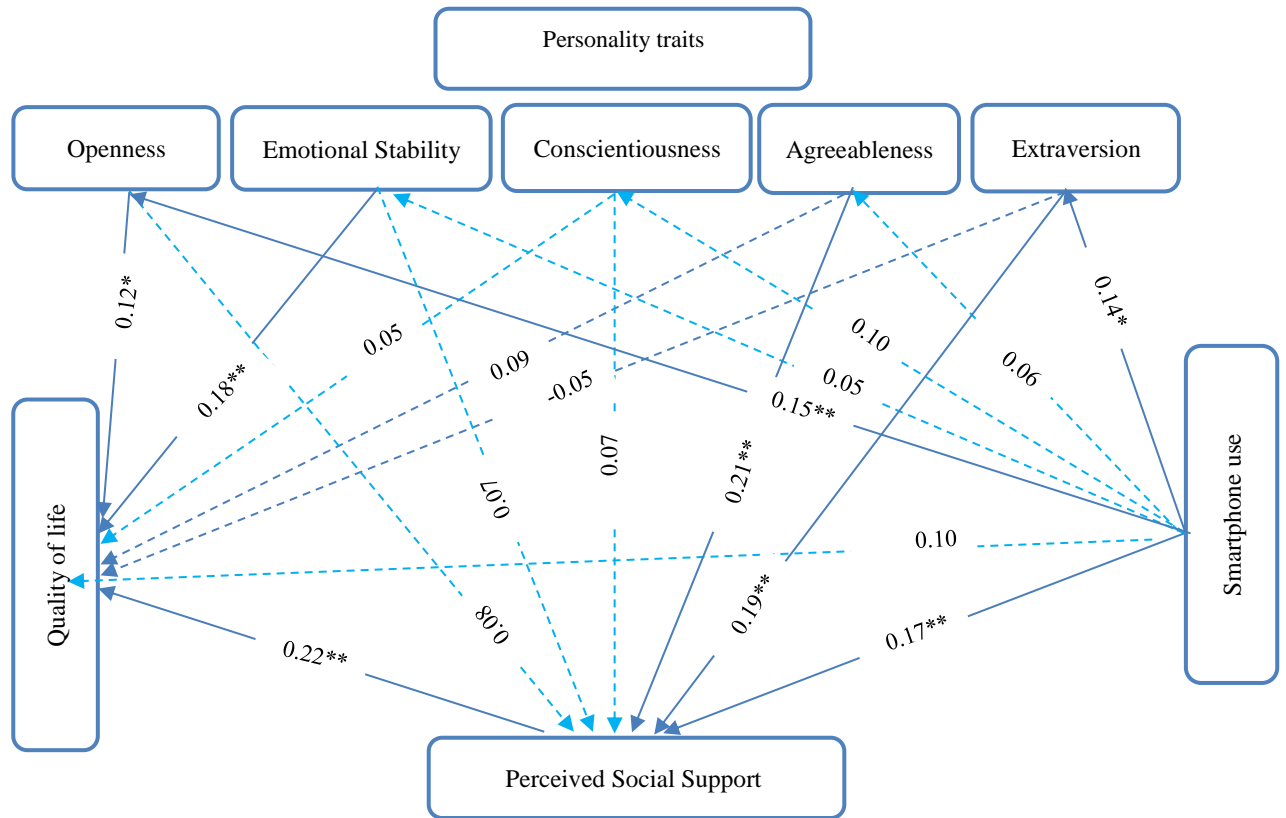 Personality traits
Openness
Emotional Stability
Conscientiousness
Agreeableness
Extraversion
0.12*
0.18**
0.05
0.09
-0.05
0.15**
0.05
0.10
0.06
0.14*
0.07
0.07
0.21**
0.19**
0.10
0.08
0.22**
0.17**
Quality of life
Smartphone use
Perceived Social Support